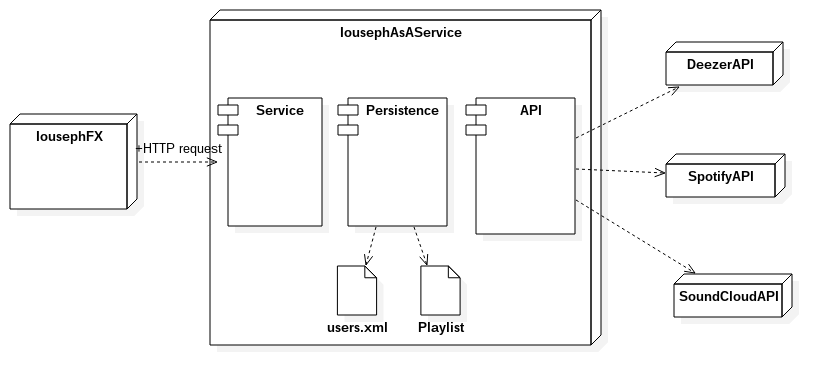 IousephAsAService
DeezerAPI
Service
Persistence
API
IousephFX
+HTTP request
SpotifyAPI
SoundCloudAPI
users.xml
Playlist